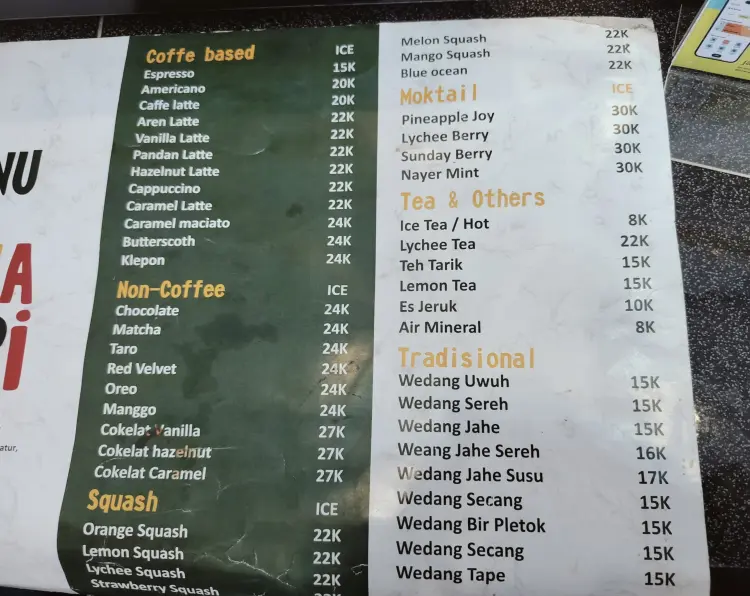 NU
A
Pi
atur,
Coffe based ICE
Espresso 15K
Americano 20K
Caffe latte 20K
Aren Latte 22K
Vanilla Latte 22K
Pandan Latte 22K
Hazelnut Latte 22K
Cappuccino 22K
Caramel Latte 22K
Caramel maciato 24K
Butterscoth 24K
Klepon 24K
Non-Coffee ICE
Chocolate 24K
Matcha 24K
Taro 24K
Red Velvet 24K
Oreo 24K
Manggo 24K
Cokelat Vanilla 27K
Cokelat hazelnut 27K
Cokelat Caramel 27K
Squash ICE
Orange Squash 22K
Lemon Squash 22K
Lychee Squash 22K
Strawberry Squash
Melon Squash 22K
Mango Squash 22K
Blue ocean 22K
Moktail ICE
Pineapple Joy 30K
Lychee Berry 30K
Sunday Berry 30K
Nayer Mint 30K
Tea & Others
Ice Tea / Hot 8K
Lychee Tea 22K
Teh Tarik 15K
Lemon Tea 15K
Es Jeruk 10K
Air Mineral 8K
Tradisional
Wedang Uwuh 15K
Wedang Sereh 15K
Wedang Jahe 15K
Weang Jahe Sereh 16K
Wedang Jahe Susu 17K
Wedang Secang 15K
Wedang Bir Pletok 15K
Wedang Secang 15K
Wedang Tape 15K